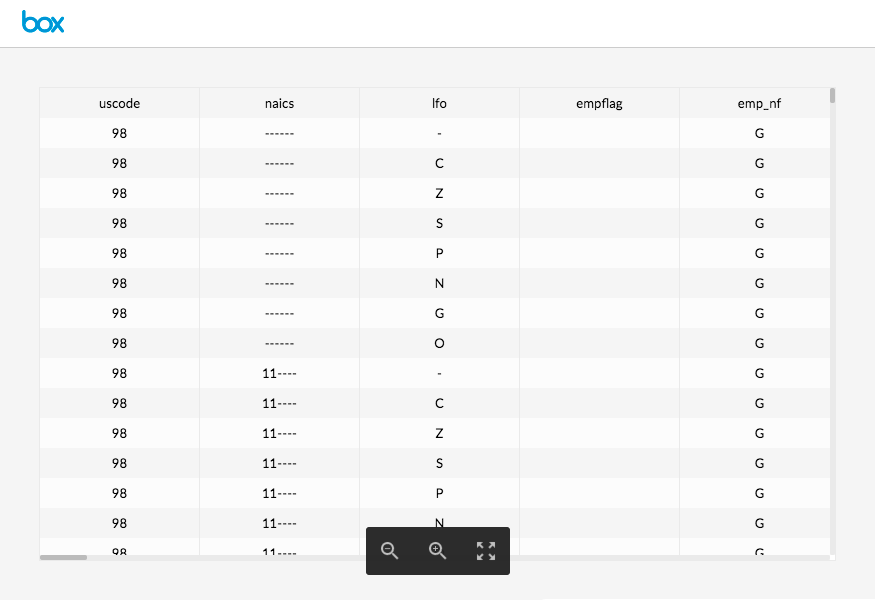 box
uscode naics lfo empflag emp_nf
98 ------ - G
98 ------ C G
98 ------ Z G
98 ------ S G
98 ------ P G
98 ------ N G
98 ------ G G
98 ------ O G
98 11---- - G
98 11---- C G
98 11---- Z G
98 11---- S G
98 11---- P G
98 11---- N G
98 11---- G